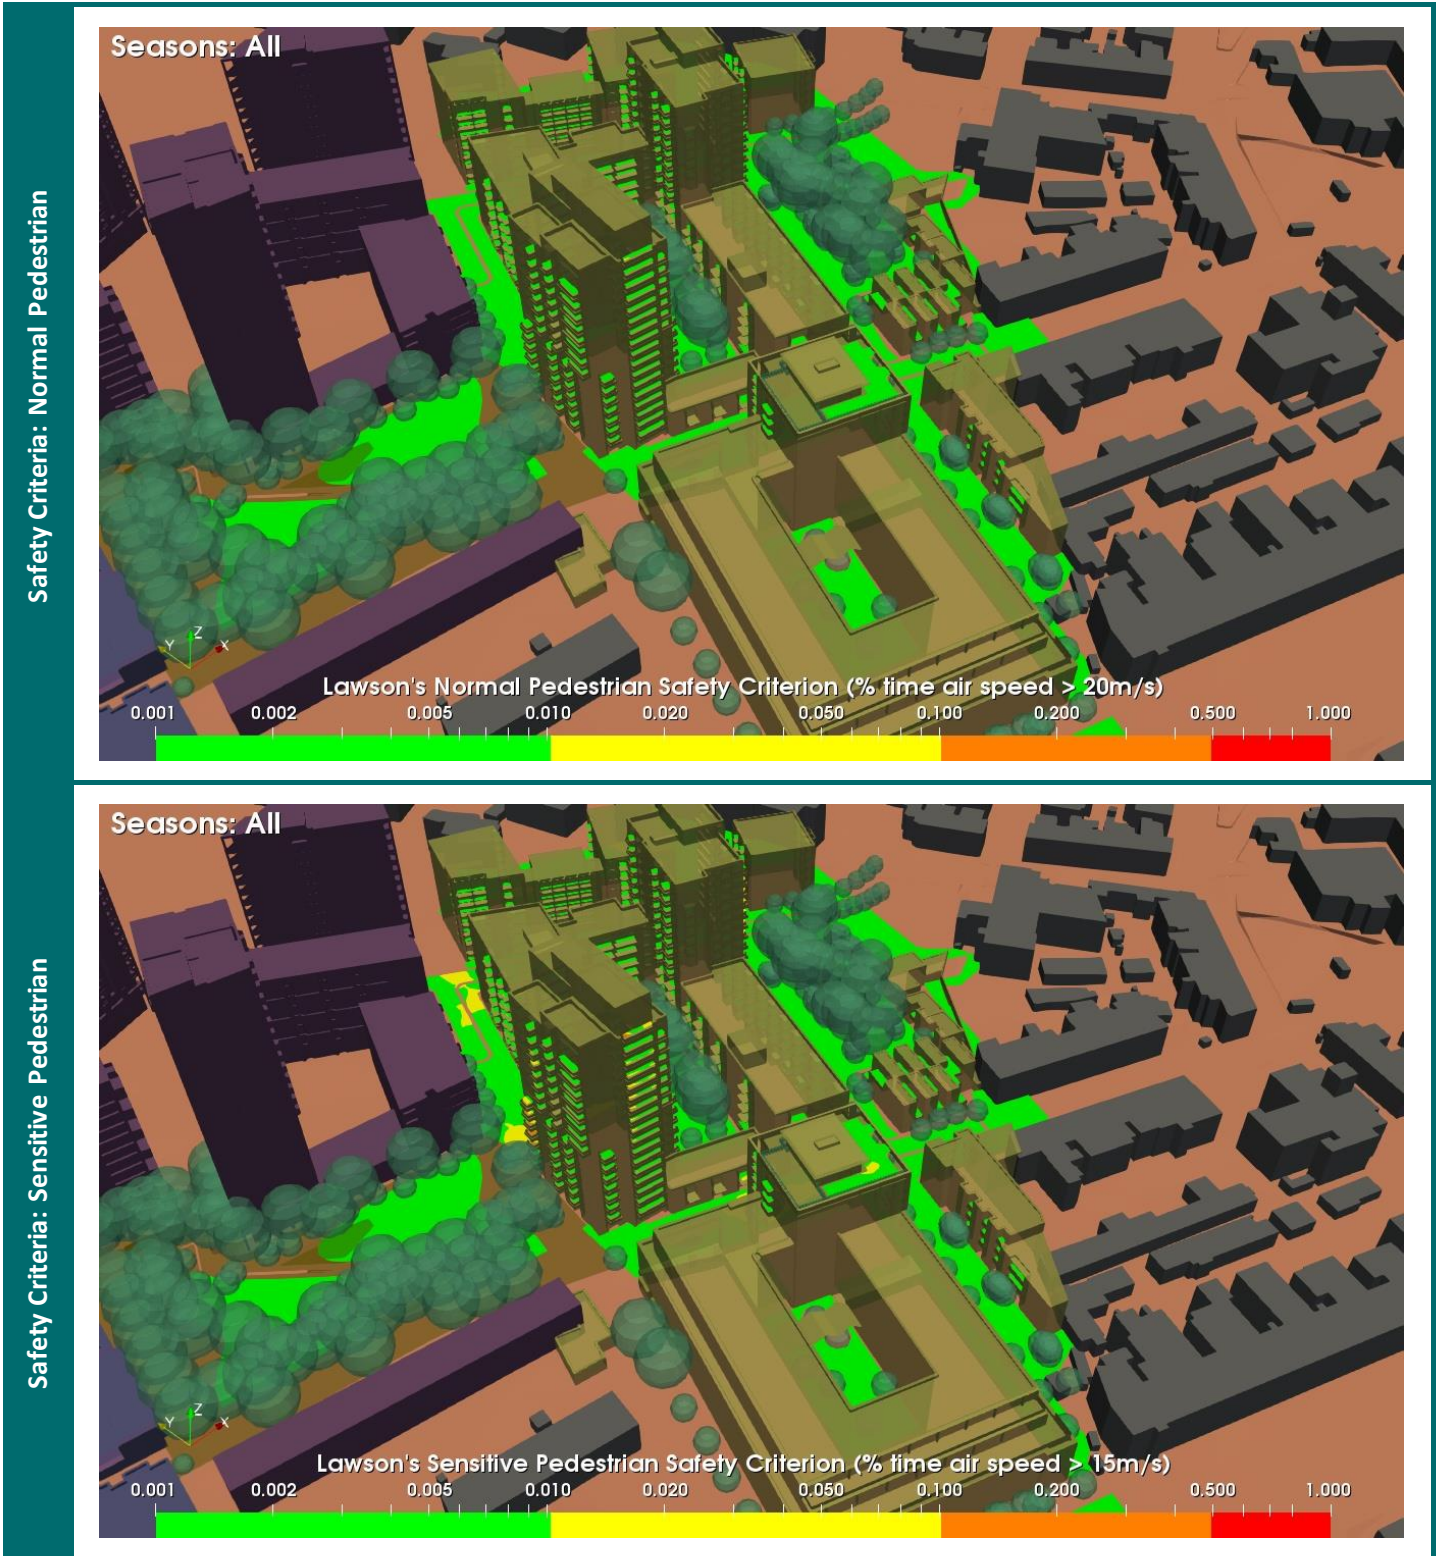 Safety Criteria: Normal Pedestrian
Seasons: All
Y Z X
Lawson's Normal Pedestrian Safety Criterion (% time air speed > 20m/s)
0.001 0.002 0.005 0.010 0.020 0.050 0.100 0.200 0.500 1.000
Safety Criteria: Sensitive Pedestrian
Seasons: All
Y Z X
Lawson's Sensitive Pedestrian Safety Criterion (% time air speed > 15m/s)
0.001 0.002 0.005 0.010 0.020 0.050 0.100 0.200 0.500 1.000